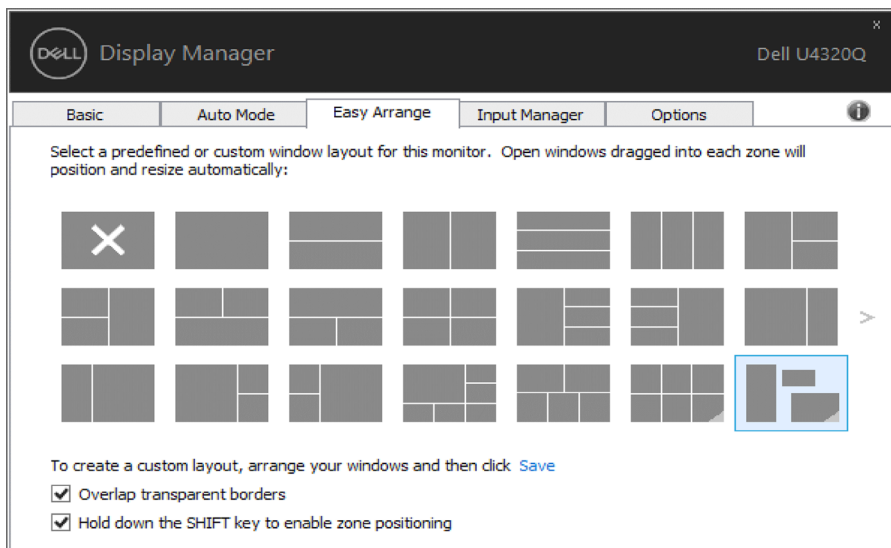 x
DELL Display Manager Dell U4320Q
Basic Auto Mode Easy Arrange Input Manager Options i
Select a predefined or custom window layout for this monitor. Open windows dragged into each zone will
position and resize automatically:
>
To create a custom layout, arrange your windows and then click Save
Overlap transparent borders
Hold down the SHIFT key to enable zone positioning